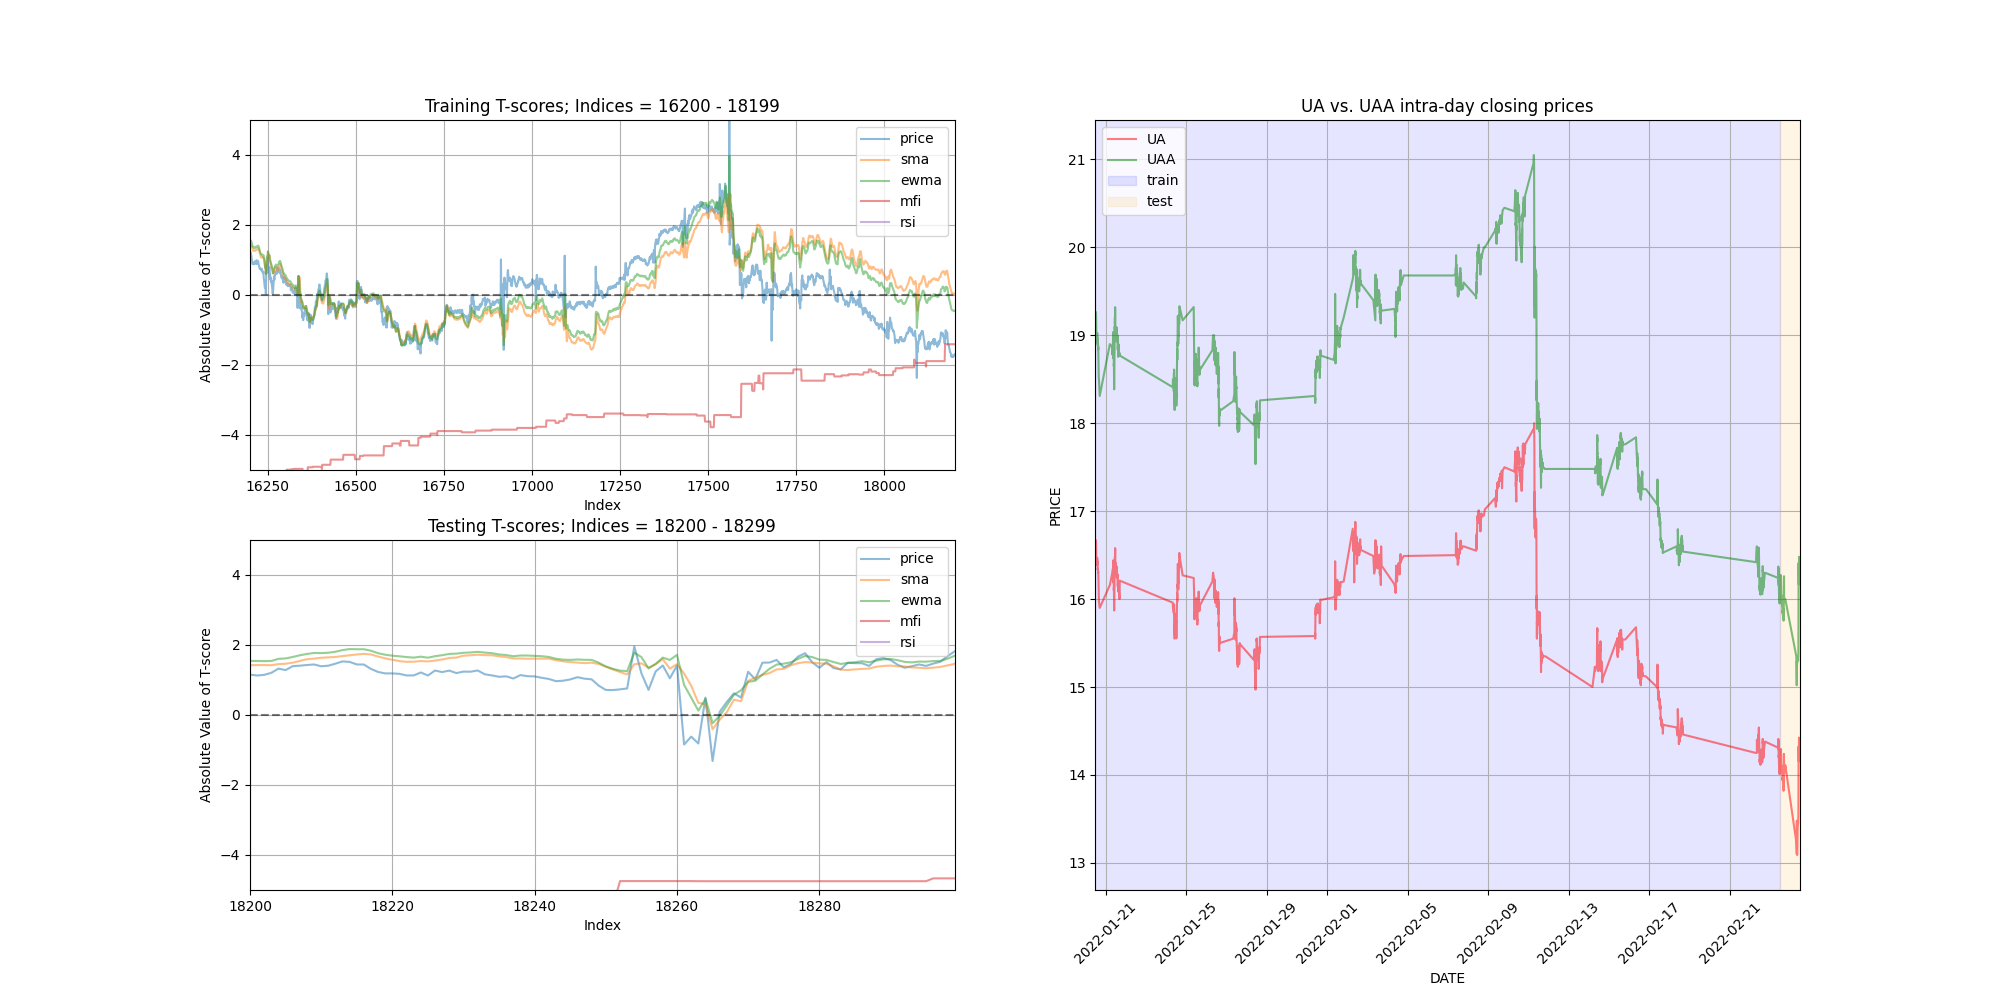 Training T-scores; Indices = 16200 - 18199
Absolute Value of T-score
4
2
0
−2
−4
price
sma
ewma
mfi
rsi
16250
16500
16750
17000
17250
17500
17750
18000
Index
Testing T-scores; Indices = 18200 - 18299
Absolute Value of T-score
4
2
0
−2
−4
price
sma
ewma
mfi
rsi
18200
18220
18240
18260
18280
Index
UA vs. UAA intra-day closing prices
PRICE
21
20
19
18
17
16
15
14
13
UA
UAA
train
test
2022-01-21
2022-01-25
2022-01-29
2022-02-01
2022-02-05
2022-02-09
2022-02-13
2022-02-17
2022-02-21
DATE